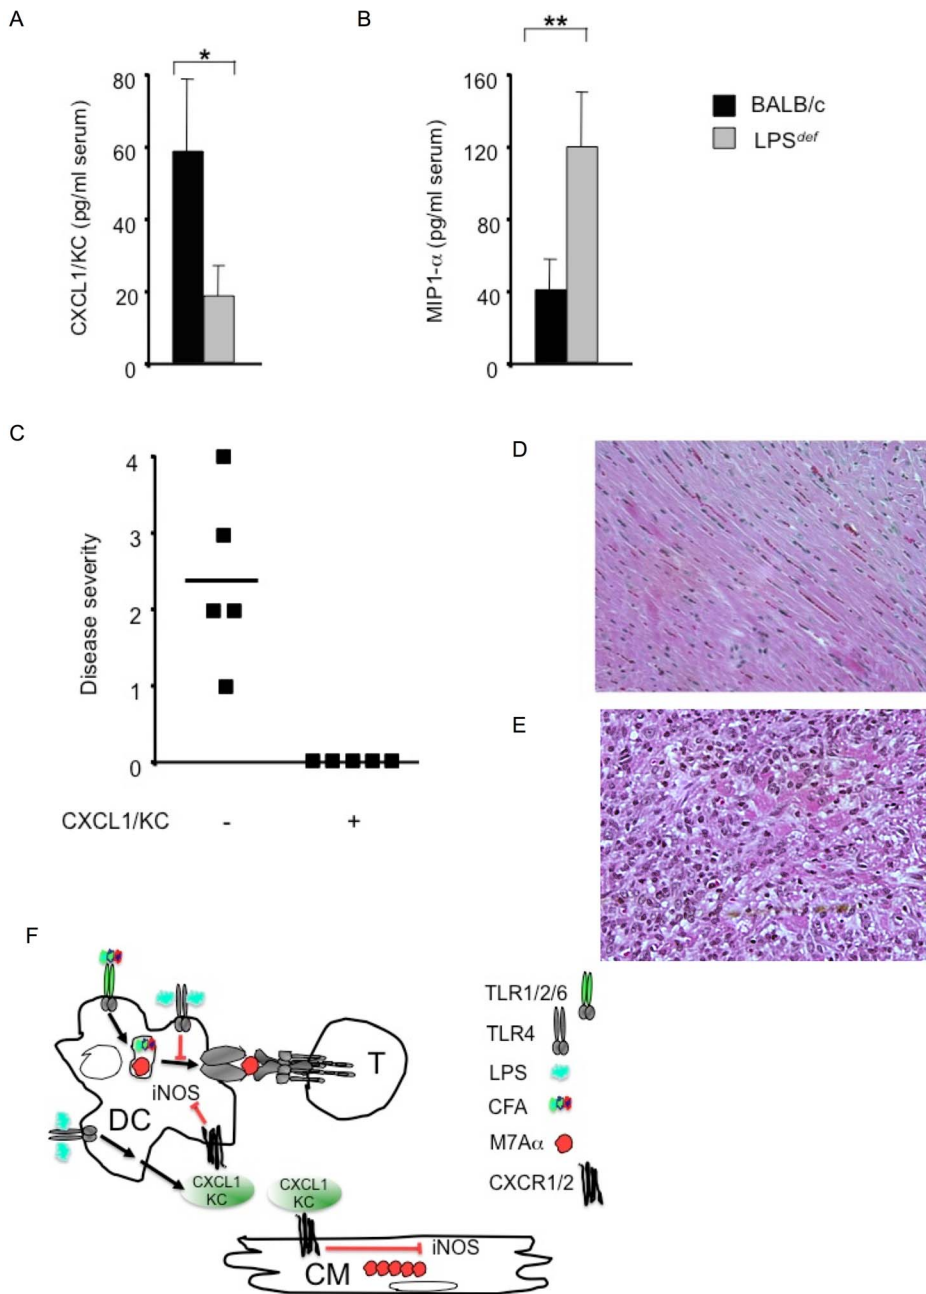 A
B
*
**
80
60
40
20
0
CXCL1/KC (pg/ml serum)
160
120
80
40
0
MIP1-α (pg/ml serum)
BALB/c
LPSdef
C
4
3
2
1
0
Disease severity
CXCL1/KC
-
+
D
E
F
T
iNOS
DC
CXCL1
KC
CXCL1
KC
iNOS
CM
TLR1/2/6
TLR4
LPS
CFA
M7Aα
CXCR1/2